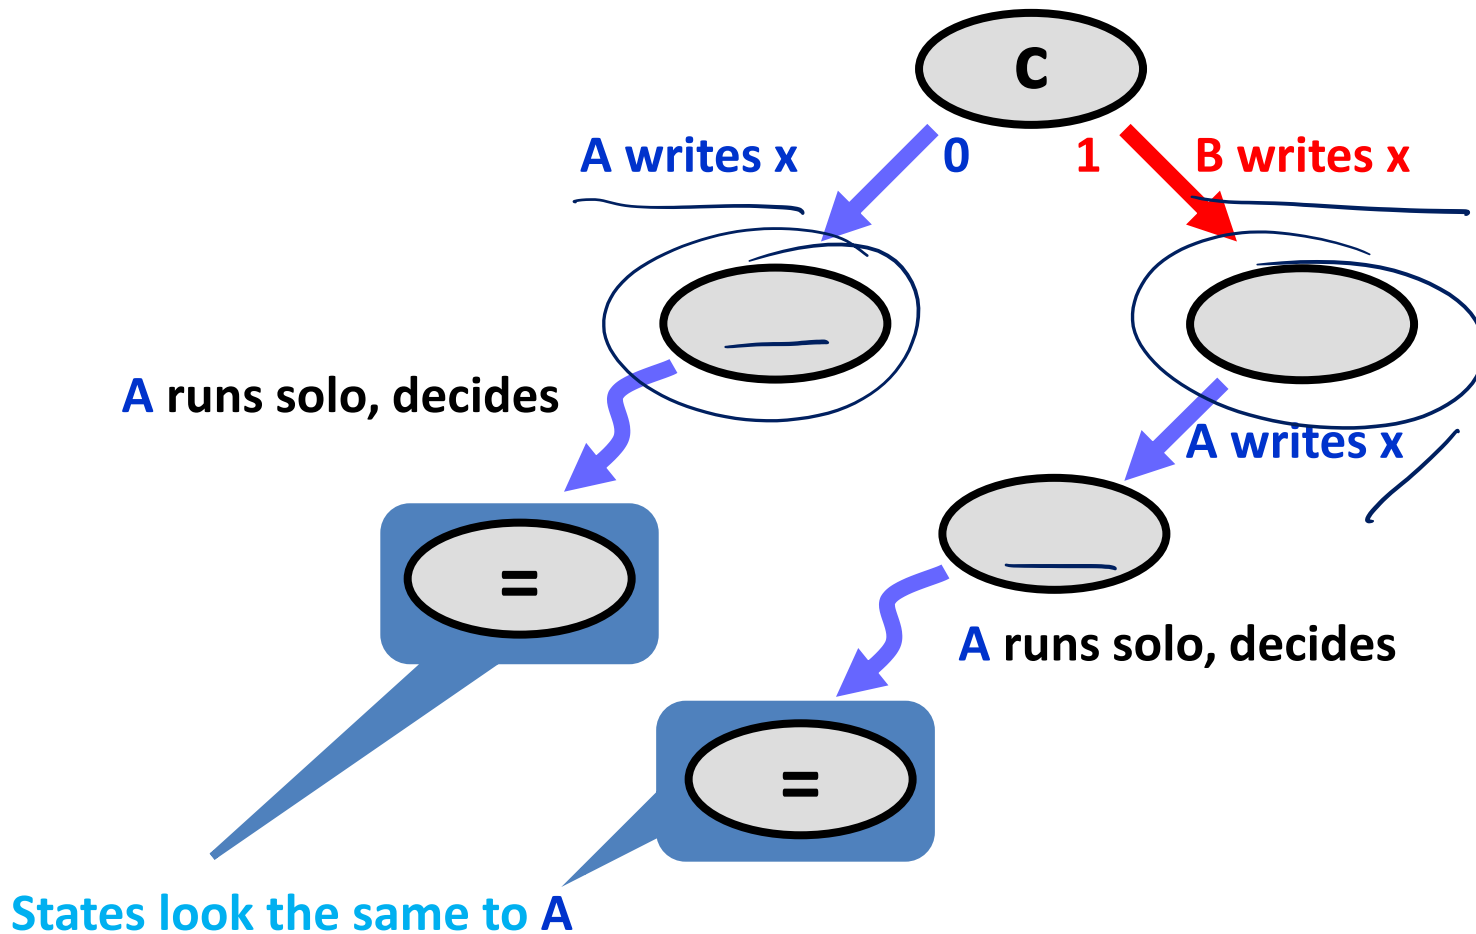 c
A writes x 0 1 B writes x
A runs solo, decides
A writes x
=
A runs solo, decides
=
States look the same to A